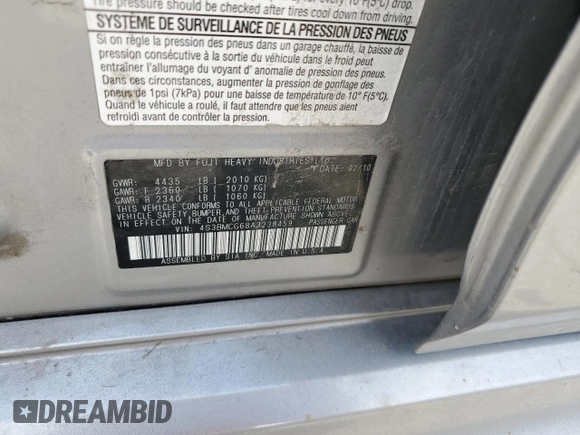 Tire pressure should be checked after tires cool down from driving.
SYSTÈME DE SURVEILLANCE DE LA PRESSION DES PNEUS
Si on règle la pression des pneus dans un garage chauffé, la baisse de
pression consécutive à la sortie du véhicule dans le froid peut
entraîner l'allumage du voyant d' anomalie de pression des pneus.
Dans ces circonstances, augmenter la pression de gonflage des
pneus de 1psi (7kPa) pour une baisse de température de 10° F(5°C).
Quand le véhicule a roulé, il faut attendre que les pneus aient
refroidi avant de contrôler la pression.
MFD BY FUJI HEAVY INDUSTRIES LTD.
DATE: 02/10
GVWR: 4435 LB ( 2010 KG)
GAWR: F 2360 LB ( 1070 KG)
GAWR: R 2340 LB ( 1060 KG)
THIS VEHICLE CONFORMS TO ALL APPLICABLE FEDERAL MOTOR
VEHICLE SAFETY, BUMPER, AND THEFT PREVENTION STANDARDS
IN EFFECT ON THE DATE OF MANUFACTURE SHOWN ABOVE.
VIN: 4S3BMCG68A3238459 PASSENGER CAR
ASSEMBLED BY SIA INC/ MADE IN U.S.A.
DREAMBID